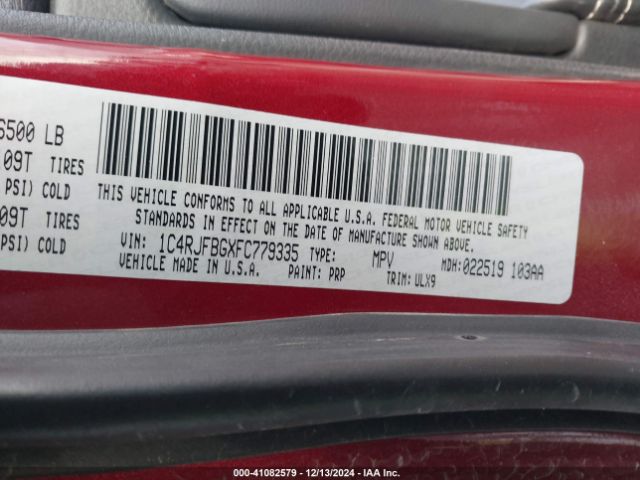 6500 LB
09T TIRES
PSI) COLD
09T TIRES
PSI) COLD
THIS VEHICLE CONFORMS TO ALL APPLICABLE U.S.A. FEDERAL MOTOR VEHICLE SAFETY
STANDARDS IN EFFECT ON THE DATE OF MANUFACTURE SHOWN ABOVE.
VIN: 1C4RJFBGXFC779335 TYPE: MPV MDH: 022519 103AA
VEHICLE MADE IN U.S.A. PAINT: PRP TRIM: ULX9
000-41082579 — 12/13/2024 — IAA Inc.